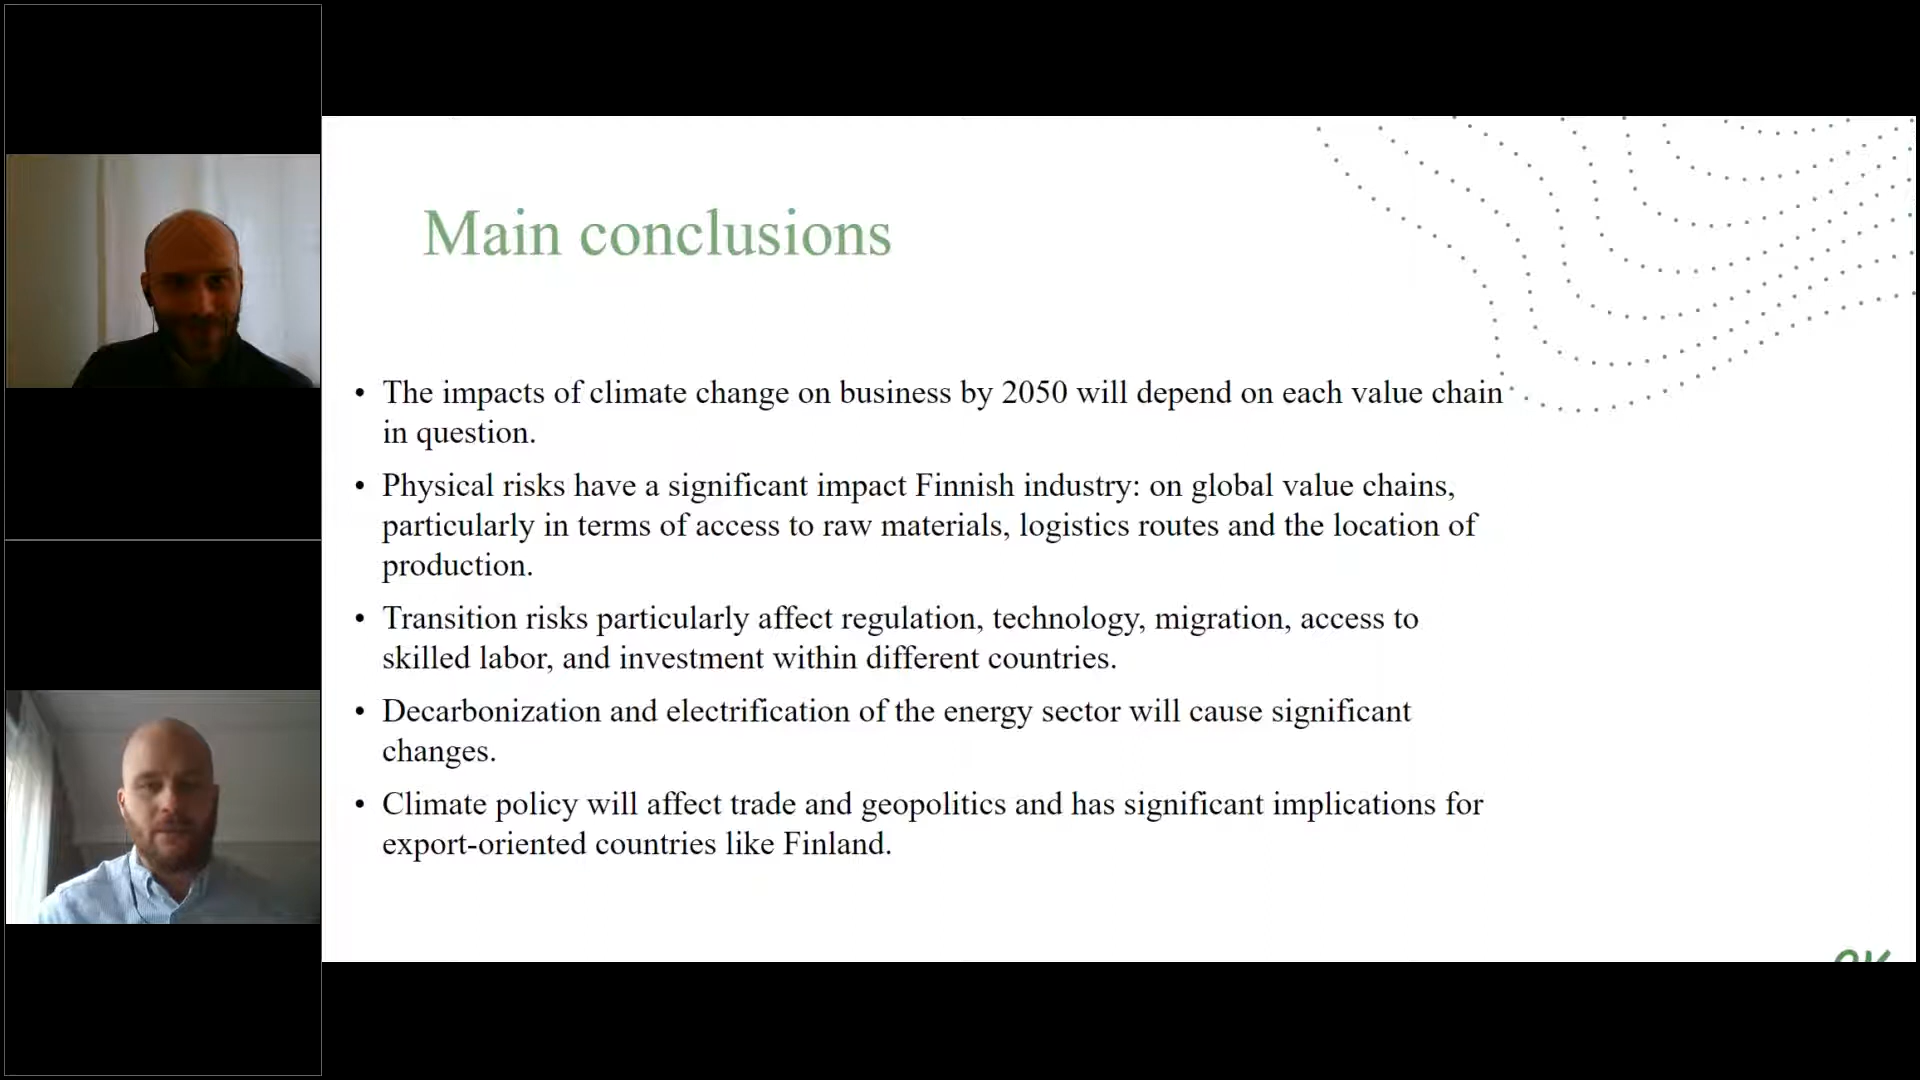 Main conclusions
• The impacts of climate change on business by 2050 will depend on each value chain
in question.
• Physical risks have a significant impact Finnish industry: on global value chains,
particularly in terms of access to raw materials, logistics routes and the location of
production.
• Transition risks particularly affect regulation, technology, migration, access to
skilled labor, and investment within different countries.
• Decarbonization and electrification of the energy sector will cause significant
changes.
• Climate policy will affect trade and geopolitics and has significant implications for
export-oriented countries like Finland.